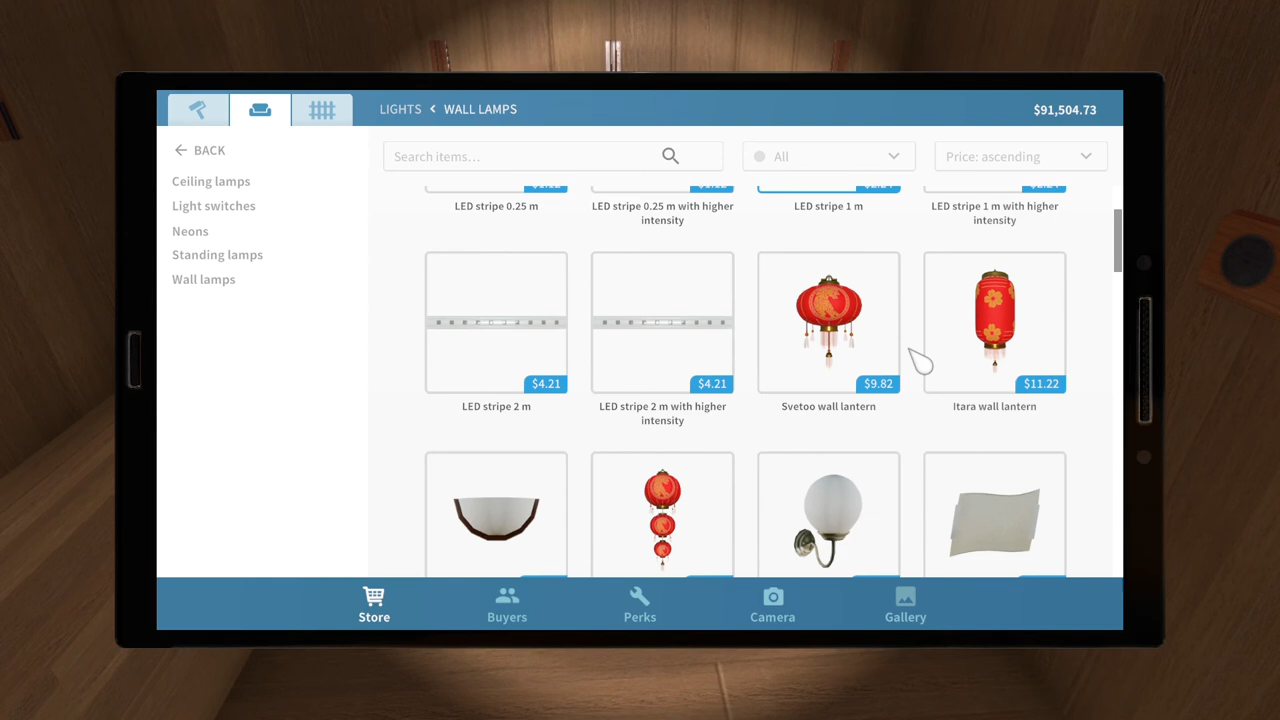 LIGHTS < WALL LAMPS
$91,504.73
BACK
Ceiling lamps
Light switches
Neons
Standing lamps
Wall lamps
Search items...
All
Price: ascending
LED stripe 0.25 m
LED stripe 0.25 m with higher
intensity
LED stripe 1 m
LED stripe 1 m with higher
intensity
$4.21
$4.21
$9.82
$11.22
LED stripe 2 m
LED stripe 2 m with higher
intensity
Svetoo wall lantern
Itara wall lantern
Store
Buyers
Perks
Camera
Gallery